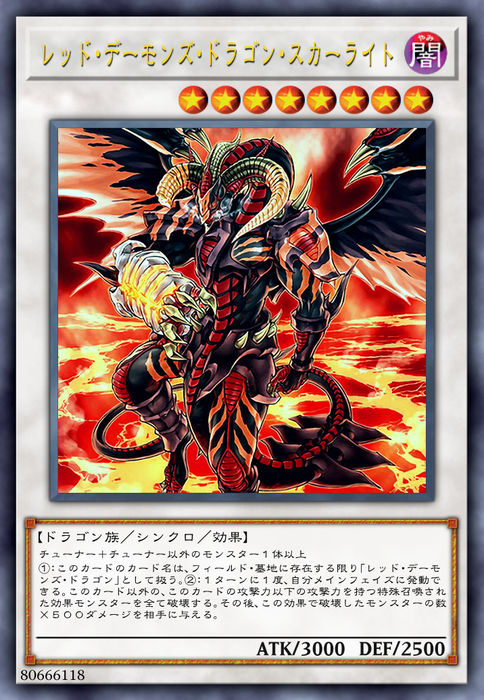 レッド・デーモンズ・ドラゴン・スカーライト
やみ
闇
【ドラゴン族／シンクロ／効果】
チューナー＋チューナー以外のモンスター１体以上
①:このカードのカード名は、フィールド・墓地に存在する限り「レッド・デーモ
ンズ・ドラゴン」として扱う。②:１ターンに１度、自分メインフェイズに発動で
きる。このカード以外の、このカードの攻撃力以下の攻撃力を持つ特殊召喚され
た効果モンスターを全て破壊する。その後、この効果で破壊したモンスターの数
×５００ダメージを相手に与える。
ATK/3000 DEF/2500
80666118